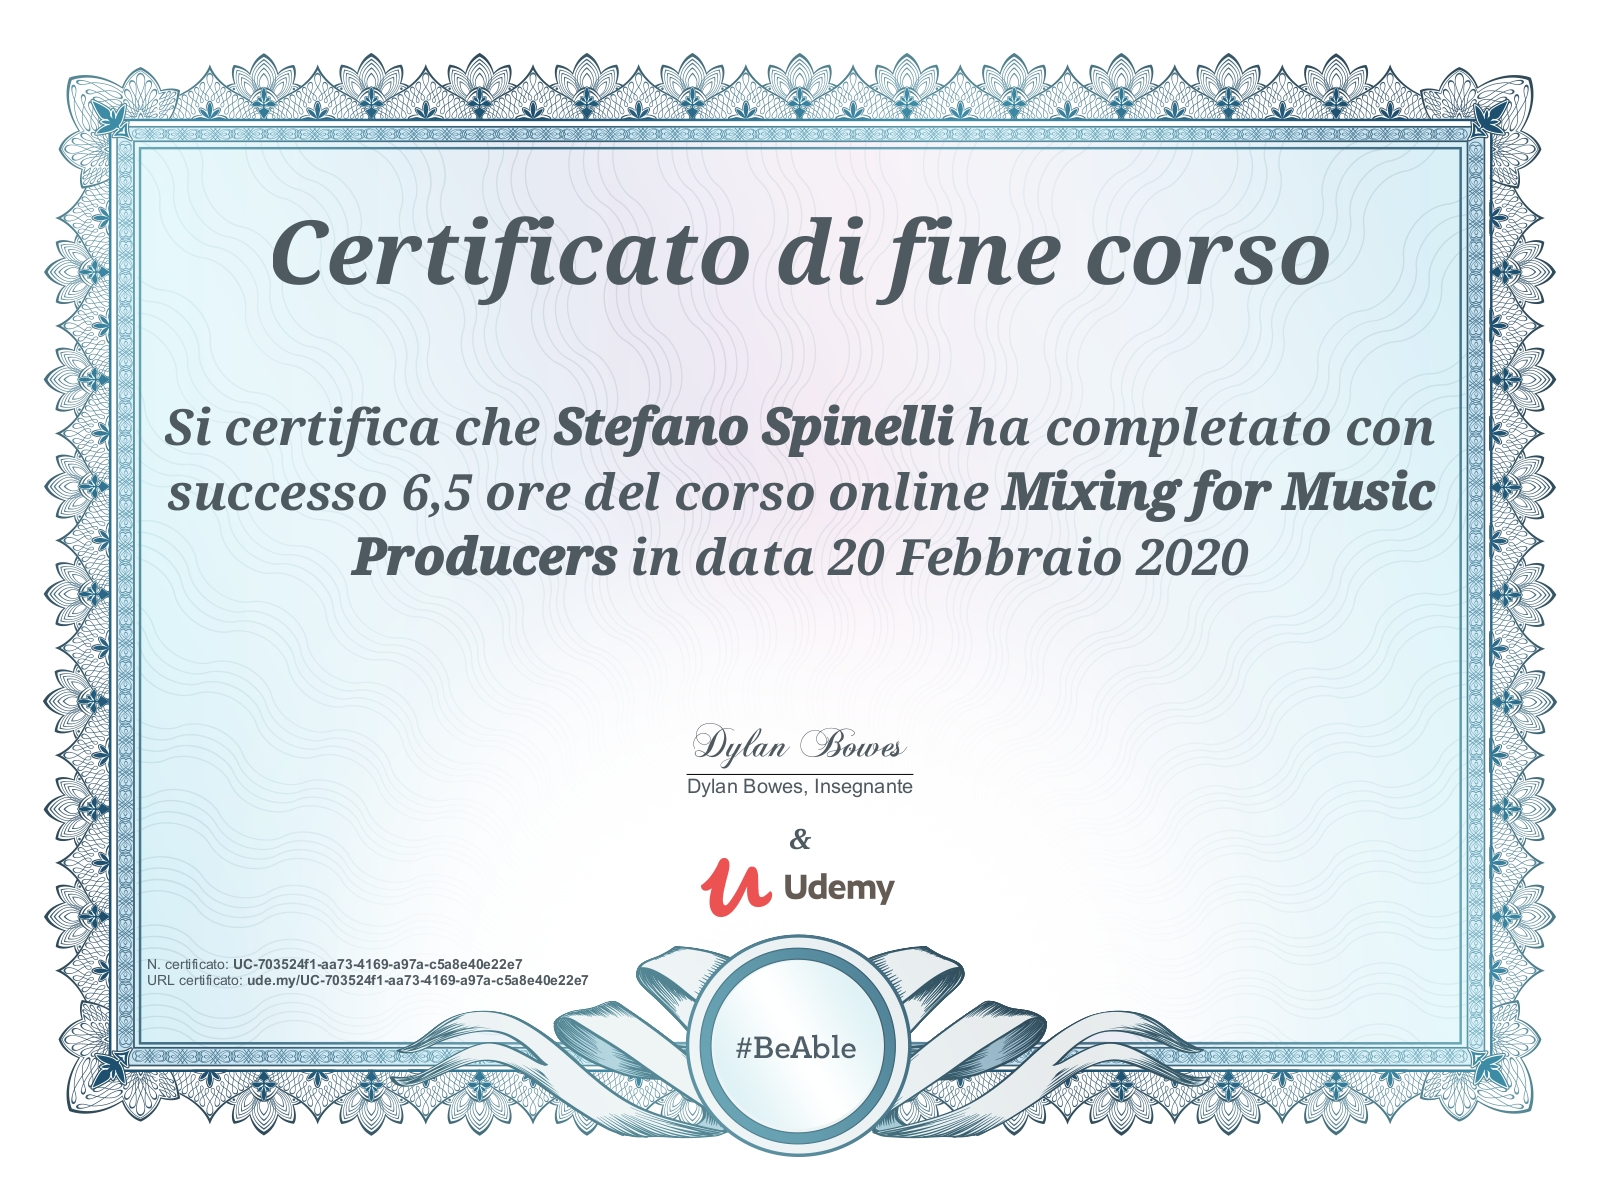 Certificato di fine corso
Si certifica che Stefano Spinelli ha completato con
successo 6,5 ore del corso online Mixing for Music
Producers in data 20 Febbraio 2020
Dylan Bowes
Dylan Bowes, Insegnante
&
Udemy
N. certificato: UC-703524f1-aa73-4169-a97a-c5a8e40e22e7
URL certificato: ude.my/UC-703524f1-aa73-4169-a97a-c5a8e40e22e7
#BeAble